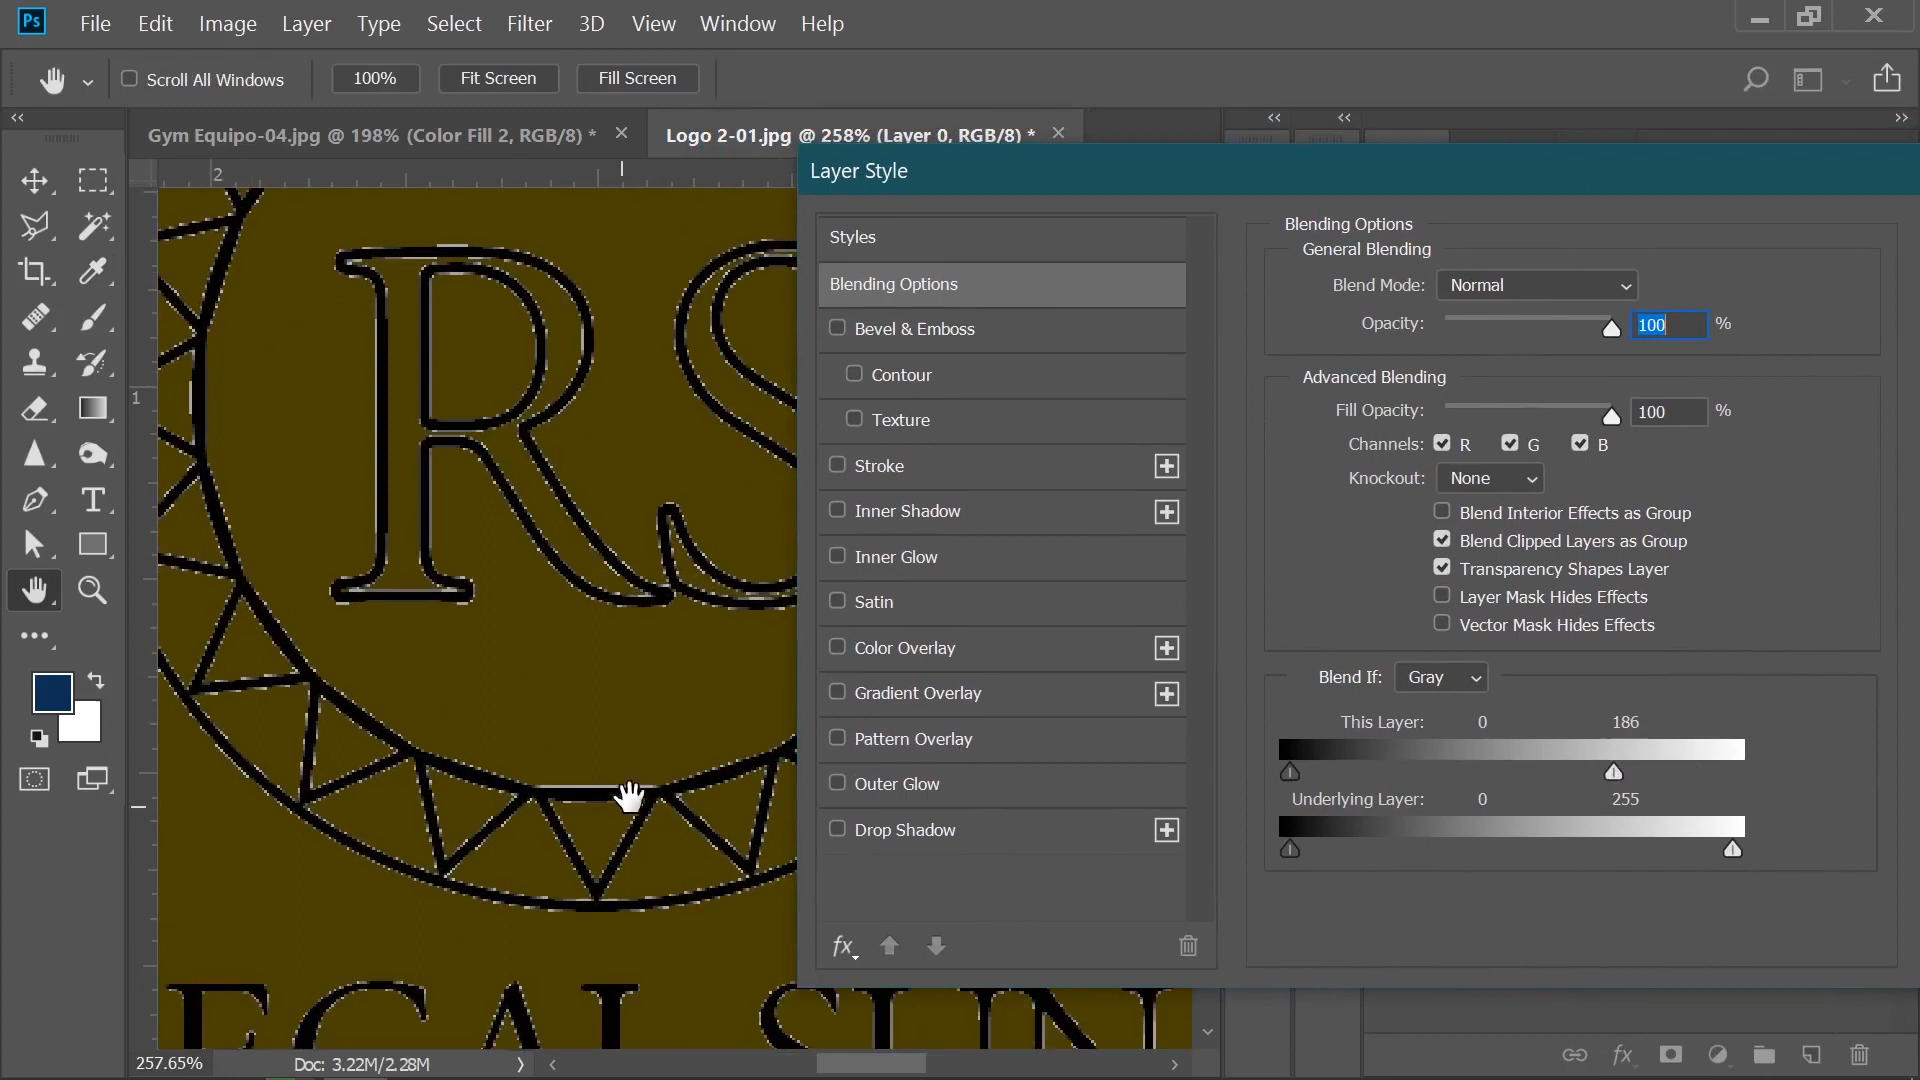 Ps File Edit Image Layer Type Select Filter 3D View Window Help
Scroll All Windows 100% Fit Screen Fill Screen
Gym Equipo-04.jpg @ 198% (Color Fill 2, RGB/8) * Logo 2-01.jpg @ 258% (Layer 0, RGB/8) *
2
1
RS
Layer Style
Styles
Blending Options
Bevel & Emboss
Contour
Texture
Stroke
Inner Shadow
Inner Glow
Satin
Color Overlay
Gradient Overlay
Pattern Overlay
Outer Glow
Drop Shadow
fx
Blending Options
General Blending
Blend Mode: Normal
Opacity: 100 %
Advanced Blending
Fill Opacity: 100 %
Channels: R G B
Knockout: None
Blend Interior Effects as Group
Blend Clipped Layers as Group
Transparency Shapes Layer
Layer Mask Hides Effects
Vector Mask Hides Effects
Blend If: Gray
This Layer: 0 186
Underlying Layer: 0 255
257.65% Doc: 3.22M/2.28M
fx